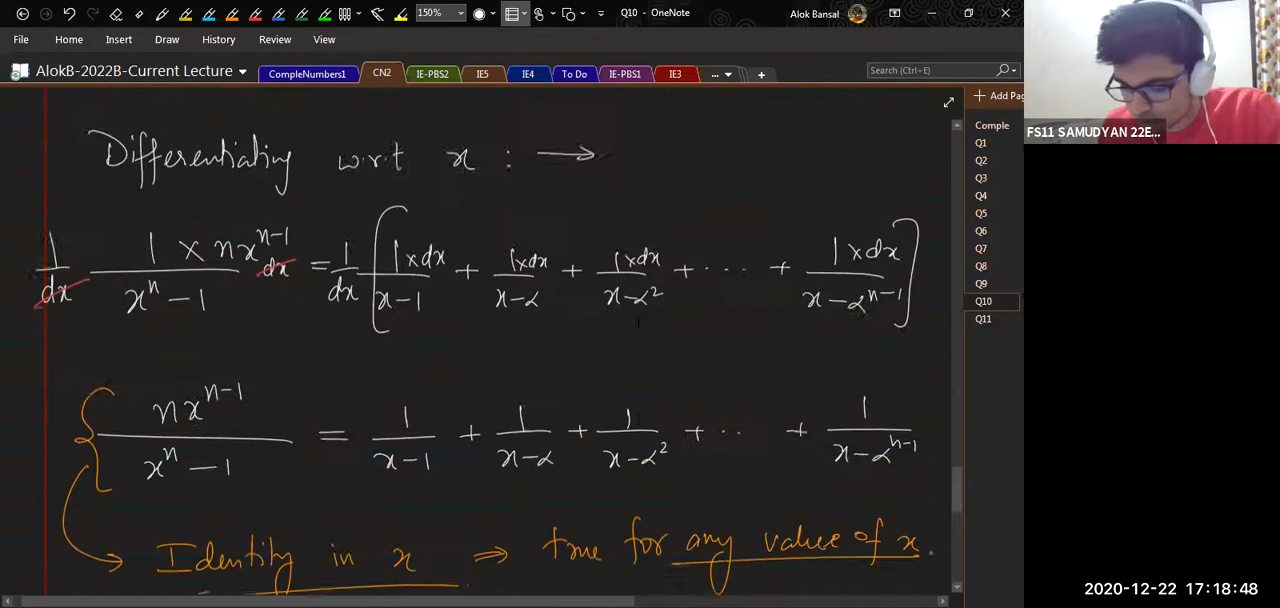 150%
Q10 - OneNote
Alok Bansal
File Home Insert Draw History Review View
AlokB-2022B-Current Lecture
CompleNumbers1 CN2 IE-PBS2 IE5 IE4 To Do IE-PBS1 IE3 ...
Search (Ctrl+E)
Add Pag
Comple
Q1
Q2
Q3
Q4
Q5
Q6
Q7
Q8
Q9
Q10
Q11
FS11 SAMUDYAN 22E...
Differentiating w.r.t x : →
1/dx 1 × nx^(n-1) dx / (x^n - 1) = 1/dx [ 1×dx/(x-1) + 1×dx/(x-α) + 1×dx/(x-α²) + ... + 1×dx/(x-α^(n-1)) ]
{ nx^(n-1) / (x^n - 1) = 1/(x-1) + 1/(x-α) + 1/(x-α²) + .. + 1/(x-α^(n-1))
→ Identity in x ⇒ true for any value of x.
2020-12-22 17:18:48